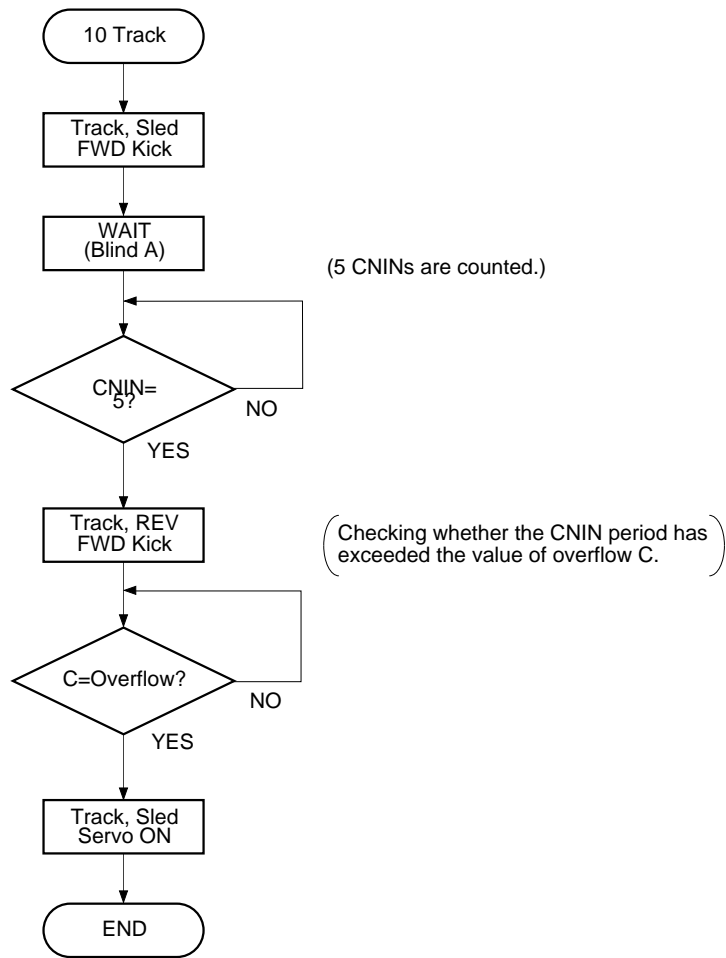 10 Track
Track, Sled
FWD Kick
WAIT
(Blind A)
(5 CNINs are counted.)
CNIN=
5?
NO
YES
Track, REV
FWD Kick
Checking whether the CNIN period has
exceeded the value of overflow C.
C=Overflow?
NO
YES
Track, Sled
Servo ON
END